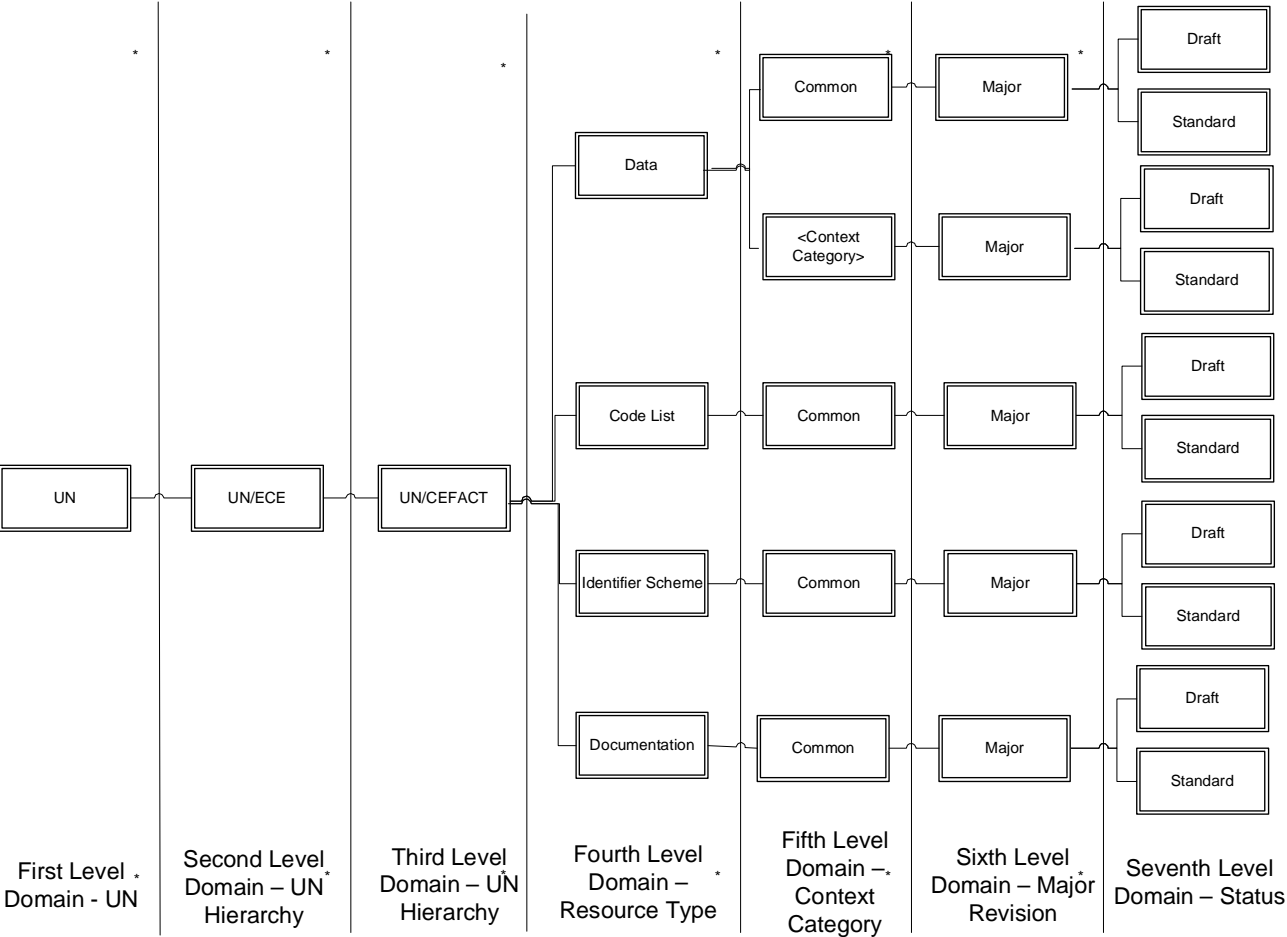 *
*
*
*
*
*
Draft
Common
Major
Standard
Data
Draft
<Context
Category>
Major
Standard
Draft
Code List
Common
Major
Standard
UN
UN/ECE
UN/CEFACT
Draft
Identifier Scheme
Common
Major
Standard
Draft
Documentation
Common
Major
Standard
First Level
Domain - UN
*
Second Level
Domain – UN
Hierarchy
*
Third Level
Domain – UN
Hierarchy
*
Fourth Level
Domain –
Resource Type
*
Fifth Level
Domain –
Context
Category
*
Sixth Level
Domain – Major
Revision
*
Seventh Level
Domain – Status